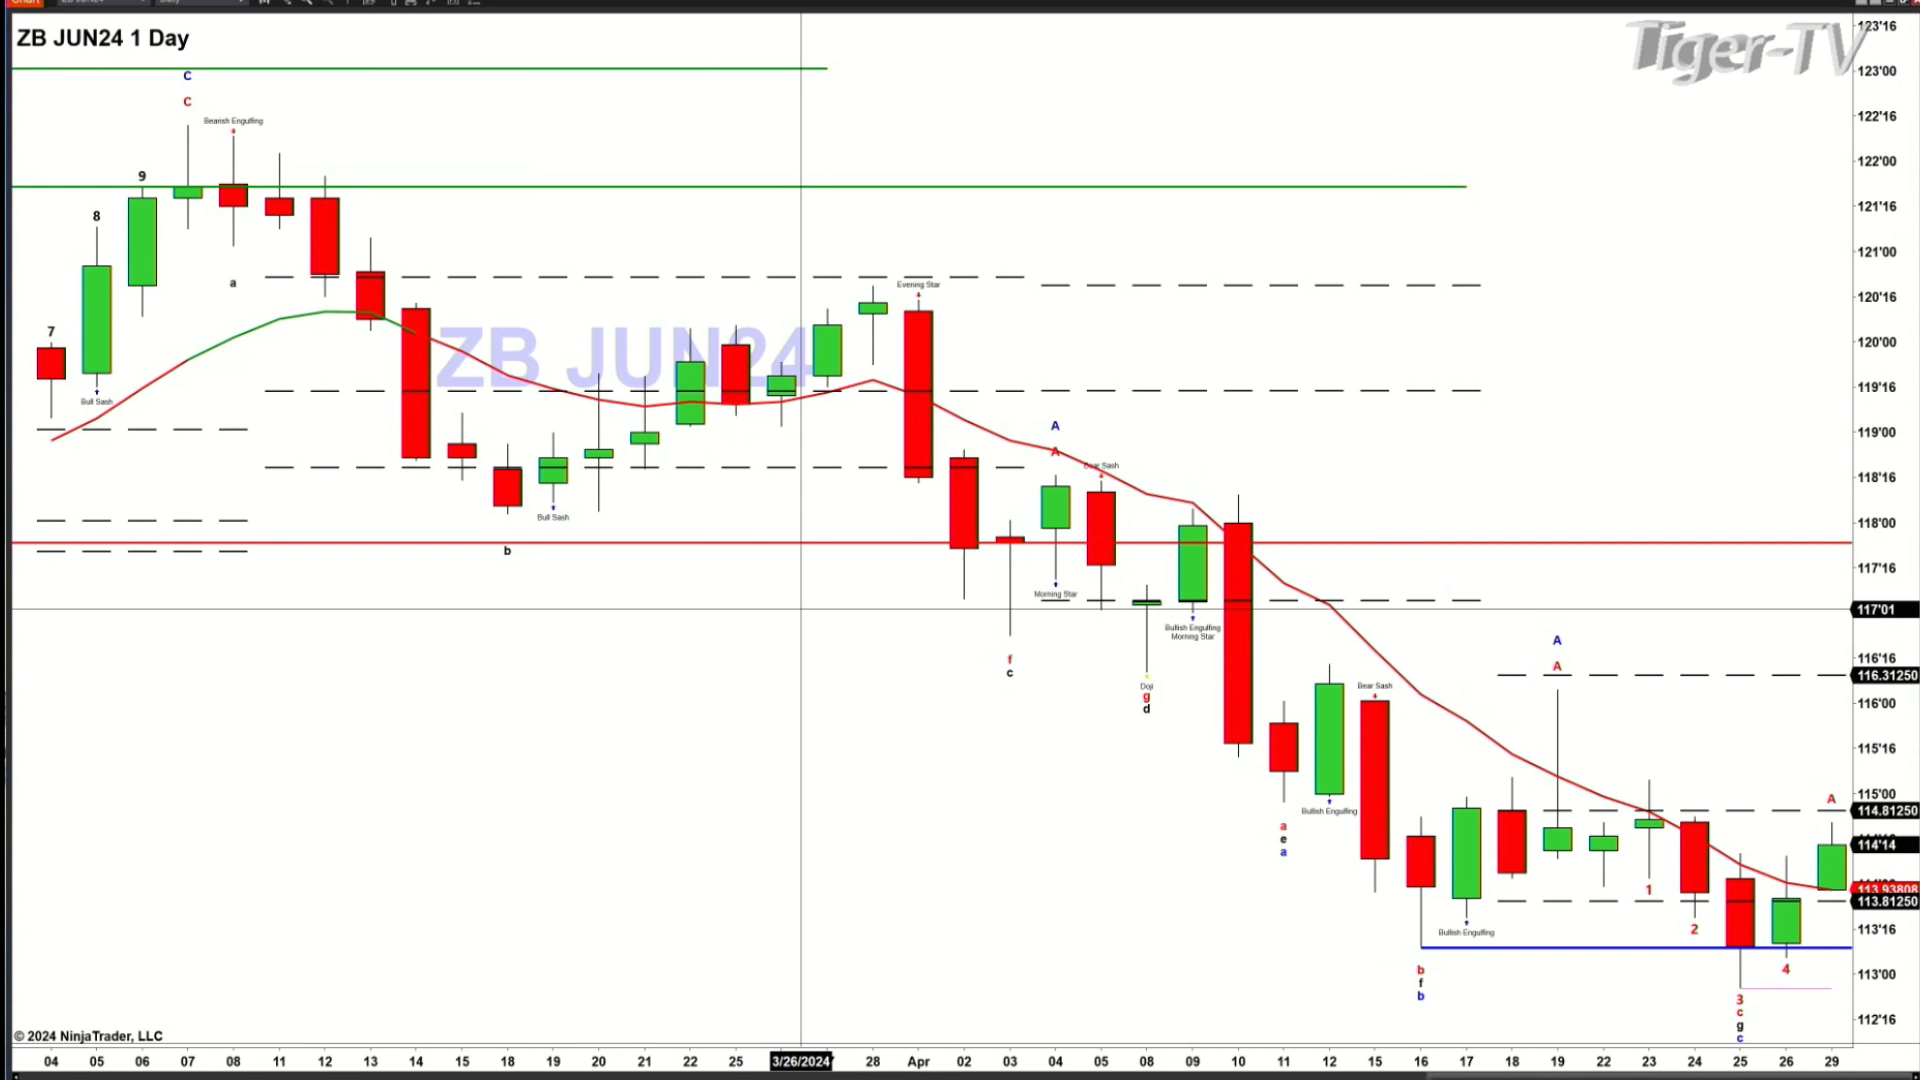 Chart
ZB JUN24 1 Day
Tiger-TV
123'16
123'00
122'16
122'00
121'16
121'00
120'16
120'00
119'16
119'00
118'16
118'00
117'16
117'01
116'16
116.31250
116'00
115'16
115'00
114.81250
114'14
113.93808
113.81250
113'16
113'00
112'16
ZB JUN24
C
C
Bearish Engulfing
9
8
a
7
Bull Sash
Evening Star
A
A
Bear Sash
Bull Sash
b
Morning Star
Bullish Engulfing
Morning Star
f
c
Doji
g
d
A
A
Bear Sash
Bullish Engulfing
a
e
a
A
1
2
Bullish Engulfing
b
f
b
4
3
c
g
c
© 2024 NinjaTrader, LLC
04 05 06 07 08 11 12 13 14 15 18 19 20 21 22 25 3/26/2024 28 Apr 02 03 04 05 08 09 10 11 12 15 16 17 18 19 22 23 24 25 26 29